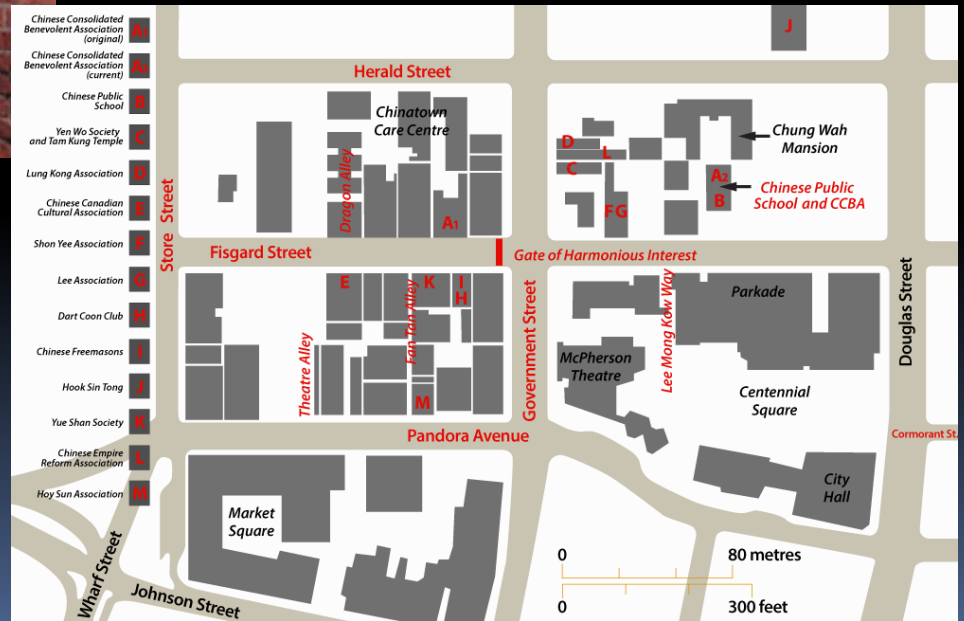 Chinese Consolidated
Benevolent Association
(original)
A1
Chinese Consolidated
Benevolent Association
(current)
A2
Chinese Public
School
B
Yen Wo Society
and Tam Kung Temple
C
Lung Kong Association
D
Chinese Canadian
Cultural Association
E
Shon Yee Association
F
Lee Association
G
Dart Coon Club
H
Chinese Freemasons
I
Hook Sin Tong
J
Yue Shan Society
K
Chinese Empire
Reform Association
L
Hoy Sun Association
M
J
Herald Street
Chinatown
Care Centre
Dragon Alley
A1
D
L
C
FG
Chung Wah
Mansion
A2
B
Chinese Public
School and CCBA
Store Street
Fisgard Street
Gate of Harmonious Interest
E
K
I
H
Fan Tan Alley
Theatre Alley
M
Government Street
Lee Mong Kow Way
Parkade
McPherson
Theatre
Centennial
Square
Douglas Street
Pandora Avenue
Cormorant St.
City
Hall
Market
Square
Wharf Street
Johnson Street
0
80 metres
0
300 feet